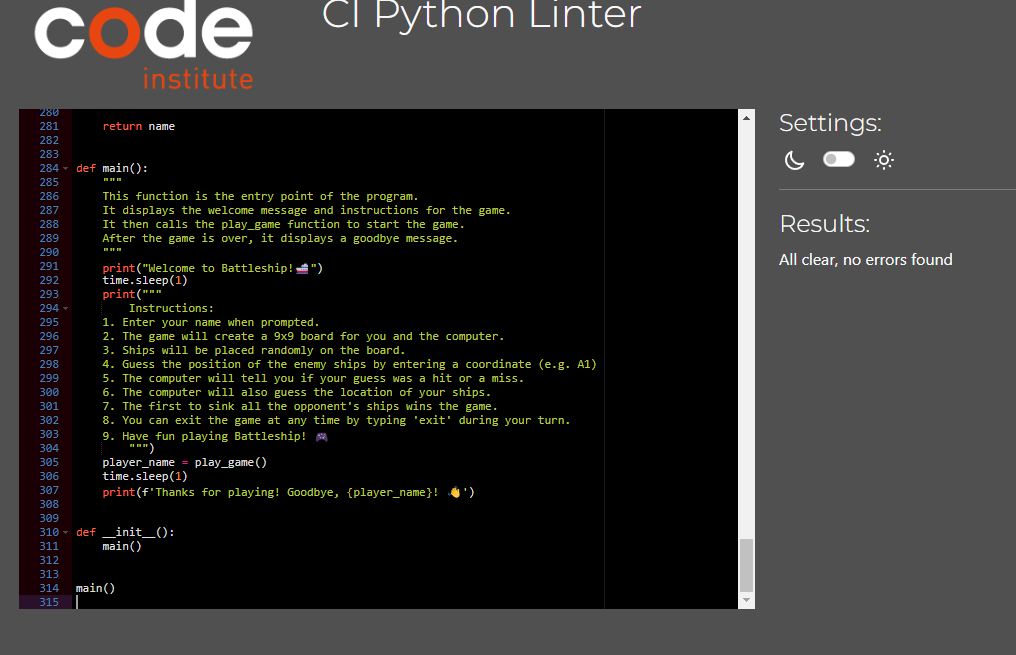 code
institute
CI Python Linter
280
281 return name
282
283
284 def main():
285 """
286 This function is the entry point of the program.
287 It displays the welcome message and instructions for the game.
288 It then calls the play_game function to start the game.
289 After the game is over, it displays a goodbye message.
290 """
291 print("Welcome to Battleship!🚢")
292 time.sleep(1)
293 print("""
294 Instructions:
295 1. Enter your name when prompted.
296 2. The game will create a 9x9 board for you and the computer.
297 3. Ships will be placed randomly on the board.
298 4. Guess the position of the enemy ships by entering a coordinate (e.g. A1)
299 5. The computer will tell you if your guess was a hit or a miss.
300 6. The computer will also guess the location of your ships.
301 7. The first to sink all the opponent's ships wins the game.
302 8. You can exit the game at any time by typing 'exit' during your turn.
303 9. Have fun playing Battleship! 🎮
304 """)
305 player_name = play_game()
306 time.sleep(1)
307 print(f'Thanks for playing! Goodbye, {player_name}! 👋')
308
309
310 def __init__():
311 main()
312
313
314 main()
315
Settings:
Results:
All clear, no errors found